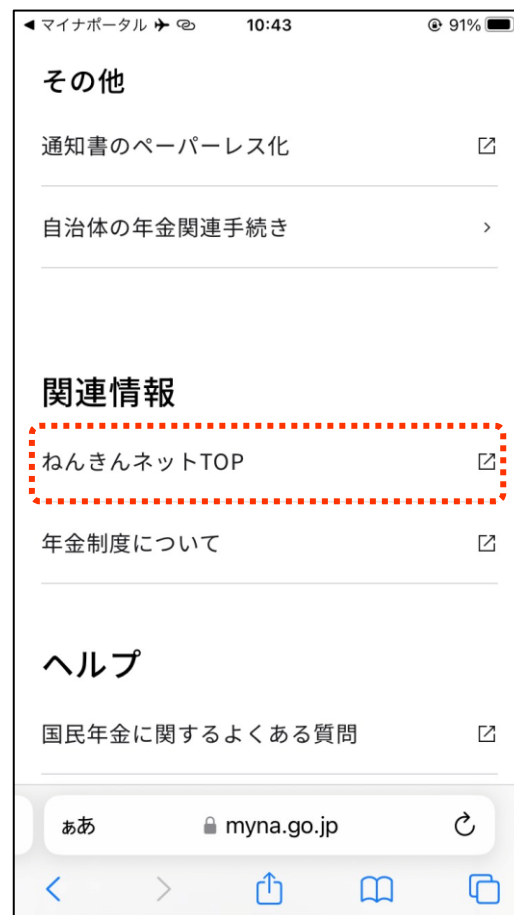 マイナポータル 10:43 91%
その他
通知書のペーパーレス化
自治体の年金関連手続き
関連情報
ねんきんネットTOP
年金制度について
ヘルプ
国民年金に関するよくある質問
ぁあ myna.go.jp